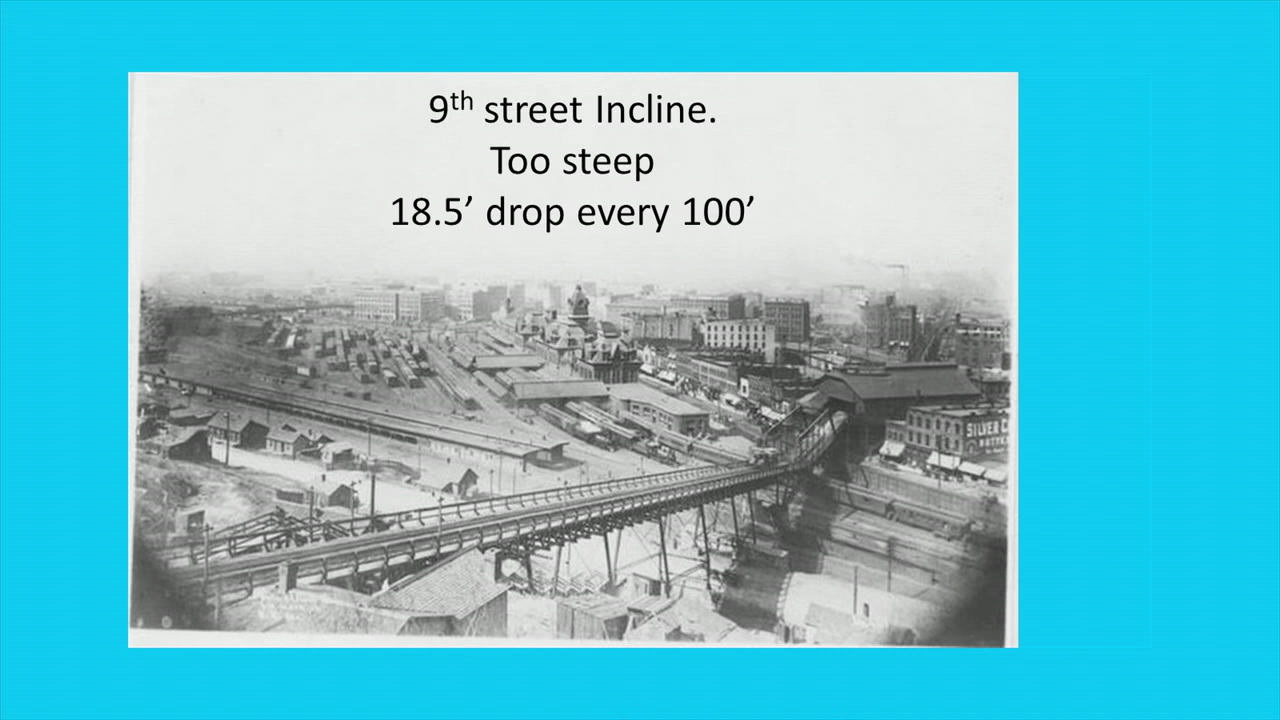 9th street Incline.
Too steep
18.5’ drop every 100’
SILVER